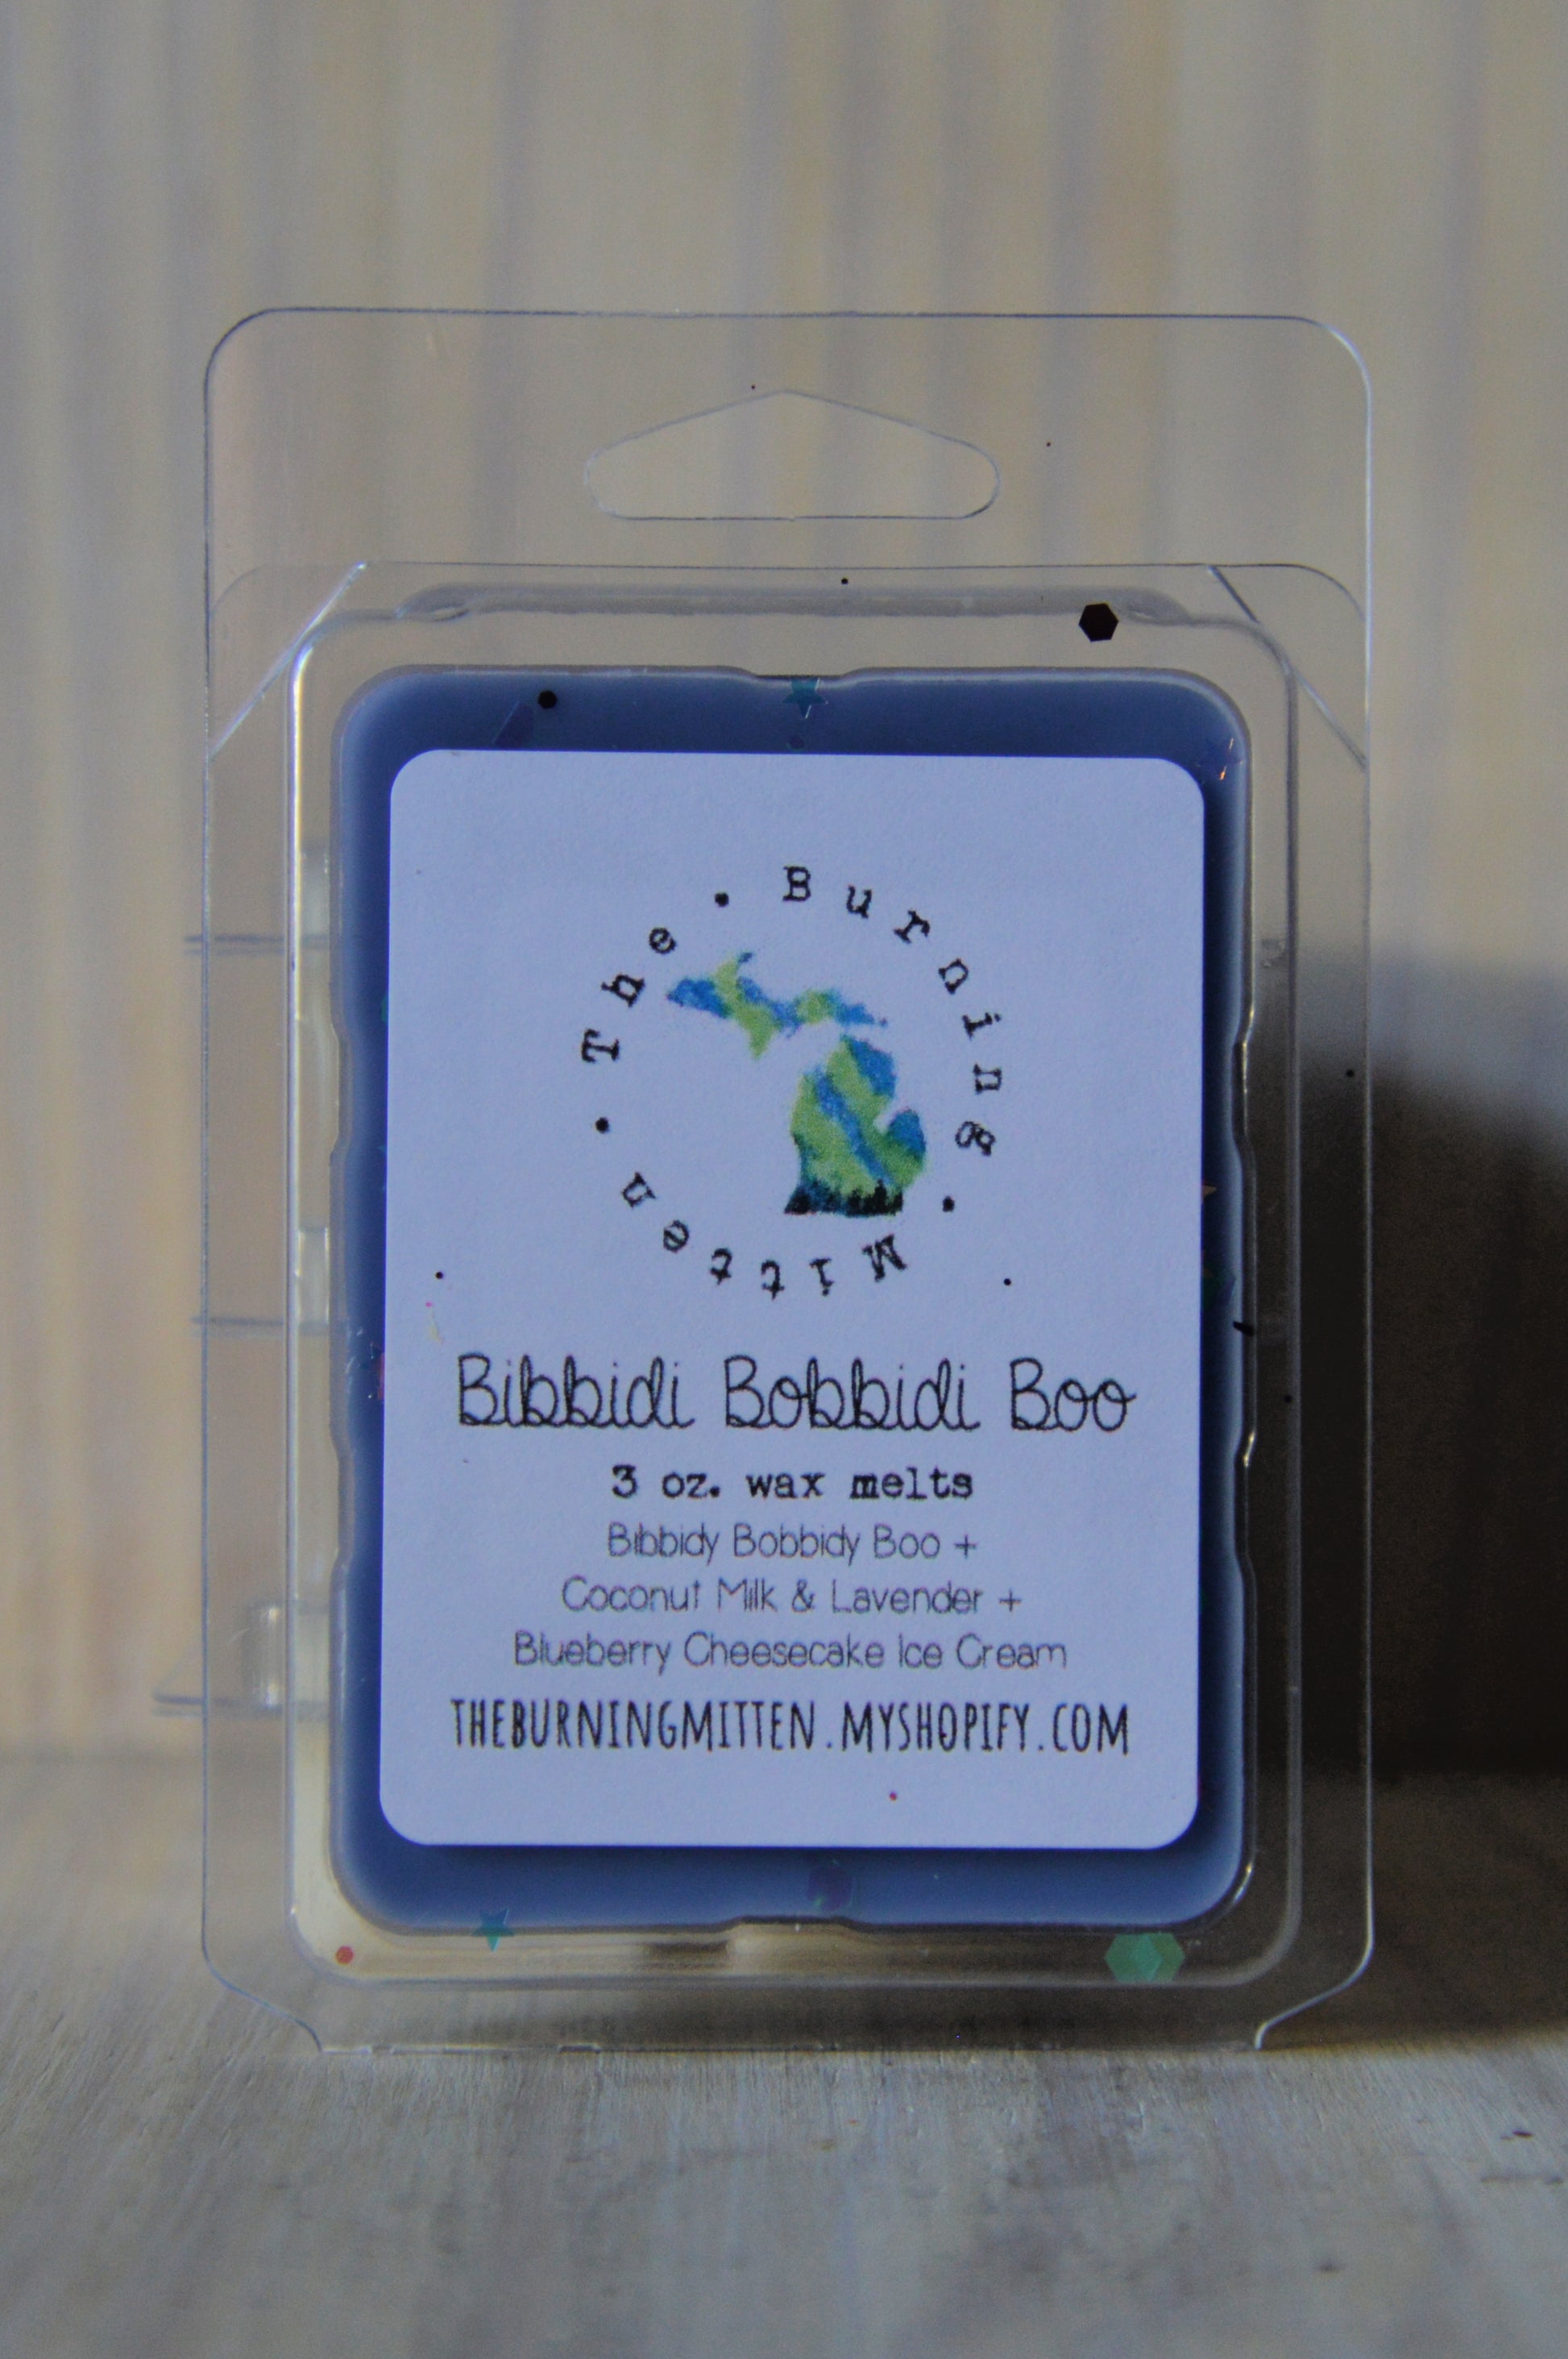 The • Burning • Mitten •
Bibbidi Bobbidi Boo
3 oz. wax melts
Bibbidy Bobbidy Boo +
Coconut Milk & Lavender +
Blueberry Cheesecake Ice Cream
THEBURNINGMITTEN.MYSHOPIFY.COM